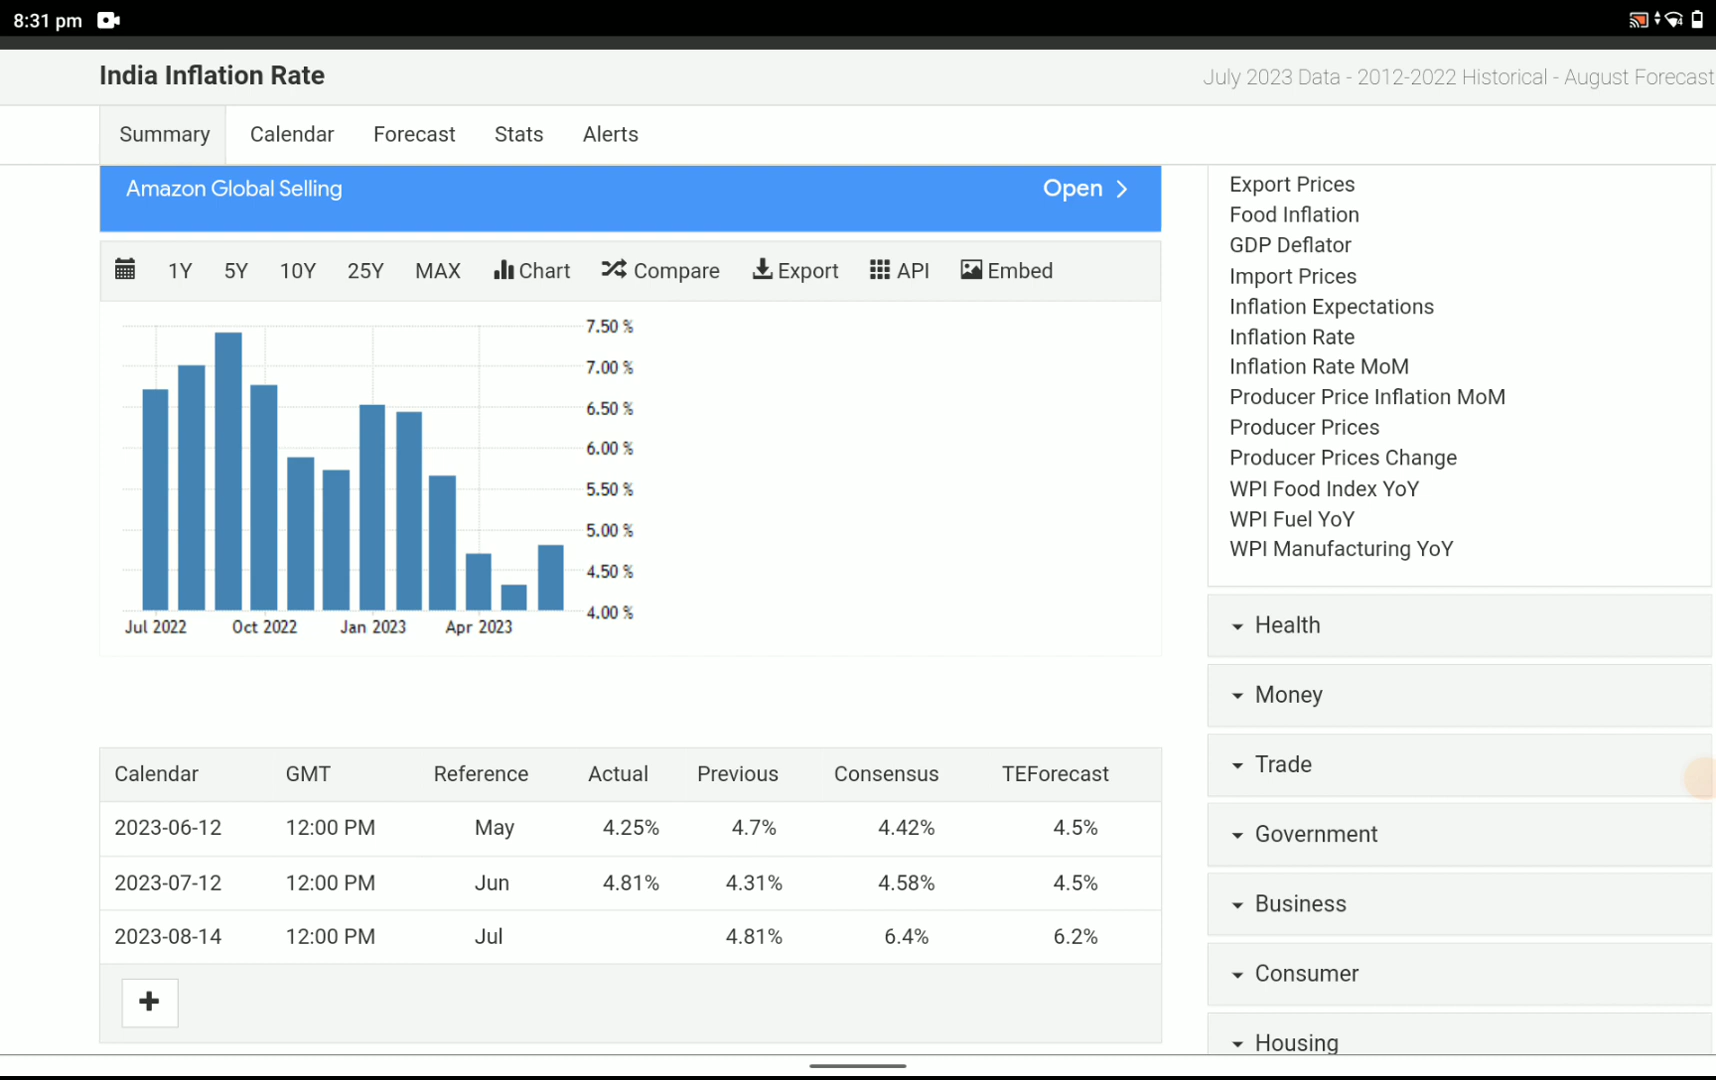 8:31 pm
India Inflation Rate
July 2023 Data - 2012-2022 Historical - August Forecast
Summary Calendar Forecast Stats Alerts
Amazon Global Selling
Open
1Y 5Y 10Y 25Y MAX Chart Compare Export API Embed
7.50 %
7.00 %
6.50 %
6.00 %
5.50 %
5.00 %
4.50 %
4.00 %
Jul 2022 Oct 2022 Jan 2023 Apr 2023
Calendar GMT Reference Actual Previous Consensus TEForecast
2023-06-12 12:00 PM May 4.25% 4.7% 4.42% 4.5%
2023-07-12 12:00 PM Jun 4.81% 4.31% 4.58% 4.5%
2023-08-14 12:00 PM Jul 4.81% 6.4% 6.2%
+
Export Prices
Food Inflation
GDP Deflator
Import Prices
Inflation Expectations
Inflation Rate
Inflation Rate MoM
Producer Price Inflation MoM
Producer Prices
Producer Prices Change
WPI Food Index YoY
WPI Fuel YoY
WPI Manufacturing YoY
Health
Money
Trade
Government
Business
Consumer
Housing